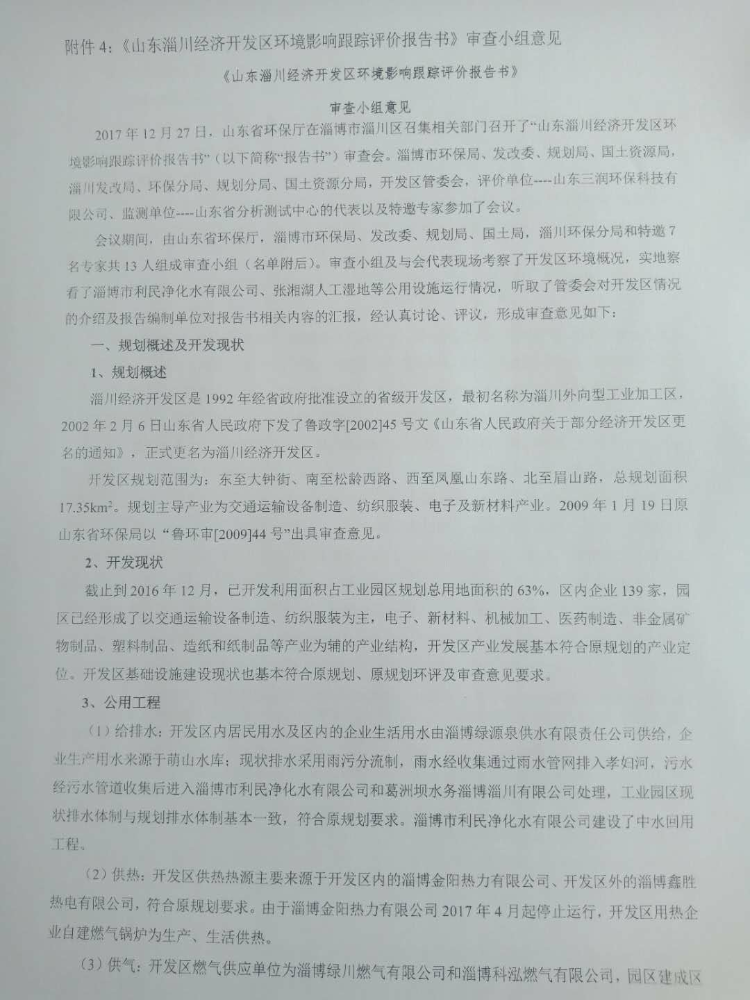 附件 4：《山东淄川经济开发区环境影响跟踪评价报告书》审查小组意见
《山东淄川经济开发区环境影响跟踪评价报告书》
审查小组意见
2017 年 12 月 27 日，山东省环保厅在淄博市淄川区召集相关部门召开了“山东淄川经济开发区环
境影响跟踪评价报告书”（以下简称“报告书”）审查会。淄博市环保局、发改委、规划局、国土资源局，
淄川发改局、环保分局、规划分局、国土资源分局，开发区管委会，评价单位----山东三润环保科技有
限公司、监测单位----山东省分析测试中心的代表以及特邀专家参加了会议。
会议期间，由山东省环保厅，淄博市环保局、发改委、规划局、国土局，淄川环保分局和特邀 7
名专家共 13 人组成审查小组（名单附后）。审查小组及与会代表现场考察了开发区环境概况，实地察
看了淄博市利民净化水有限公司、张湘湖人工湿地等公用设施运行情况，听取了管委会对开发区情况
的介绍及报告编制单位对报告书相关内容的汇报，经认真讨论、评议，形成审查意见如下：
一、规划概述及开发现状
1、规划概述
淄川经济开发区是 1992 年经省政府批准设立的省级开发区，最初名称为淄川外向型工业加工区，
2002 年 2 月 6 日山东省人民政府下发了鲁政字[2002]45 号文《山东省人民政府关于部分经济开发区更
名的通知》，正式更名为淄川经济开发区。
开发区规划范围为：东至大钟街、南至松龄西路、西至凤凰山东路、北至眉山路，总规划面积
17.35km²。规划主导产业为交通运输设备制造、纺织服装、电子及新材料产业。2009 年 1 月 19 日原
山东省环保局以“鲁环审[2009]44 号”出具审查意见。
2、开发现状
截止到 2016 年 12 月，已开发利用面积占工业园区规划总用地面积的 63%，区内企业 139 家，园
区已经形成了以交通运输设备制造、纺织服装为主，电子、新材料、机械加工、医药制造、非金属矿
物制品、塑料制品、造纸和纸制品等产业为辅的产业结构，开发区产业发展基本符合原规划的产业定
位。开发区基础设施建设现状也基本符合原规划、原规划环评及审查意见要求。
3、公用工程
（1）给排水：开发区内居民用水及区内的企业生活用水由淄博绿源泉供水有限责任公司供给，企
业生产用水来源于萌山水库；现状排水采用雨污分流制，雨水经收集通过雨水管网排入孝妇河，污水
经污水管道收集后进入淄博市利民净化水有限公司和葛洲坝水务淄博淄川有限公司处理，工业园区现
状排水体制与规划排水体制基本一致，符合原规划要求。淄博市利民净化水有限公司建设了中水回用
工程。
（2）供热：开发区供热热源主要来源于开发区内的淄博金阳热力有限公司、开发区外的淄博鑫胜
热电有限公司，符合原规划要求。由于淄博金阳热力有限公司 2017 年 4 月起停止运行，开发区用热企
业自建燃气锅炉为生产、生活供热。
（3）供气：开发区燃气供应单位为淄博绿川燃气有限公司和淄博科泓燃气有限公司，园区建成区